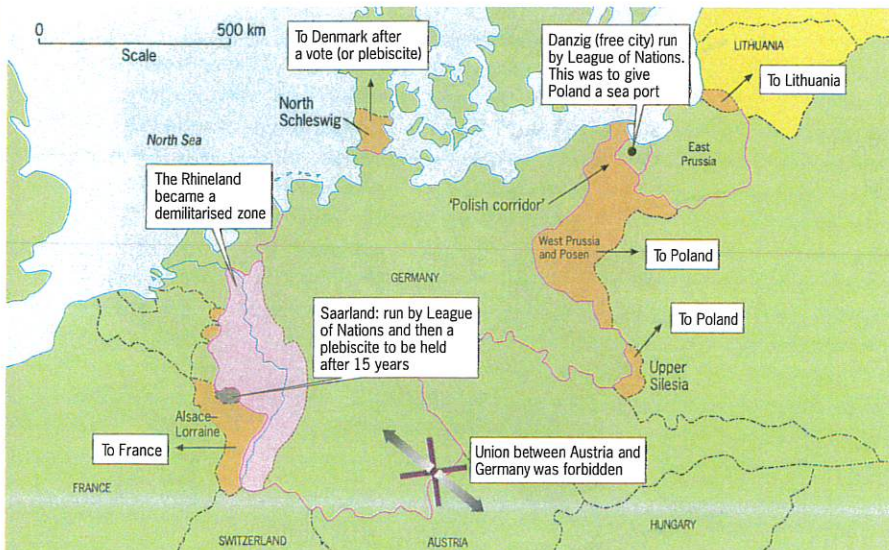 0 500 km
Scale
To Denmark after
a vote (or plebiscite)
Danzig (free city) run
by League of Nations.
This was to give
Poland a sea port
LITHUANIA
To Lithuania
North
Schleswig
North Sea
East
Prussia
The Rhineland
became a
demilitarised zone
'Polish corridor'
West Prussia
and Posen
To Poland
GERMANY
Saarland: run by League
of Nations and then a
plebiscite to be held
after 15 years
To Poland
Upper
Silesia
Alsace–
Lorraine
To France
Union between Austria and
Germany was forbidden
FRANCE
SWITZERLAND
AUSTRIA
HUNGARY